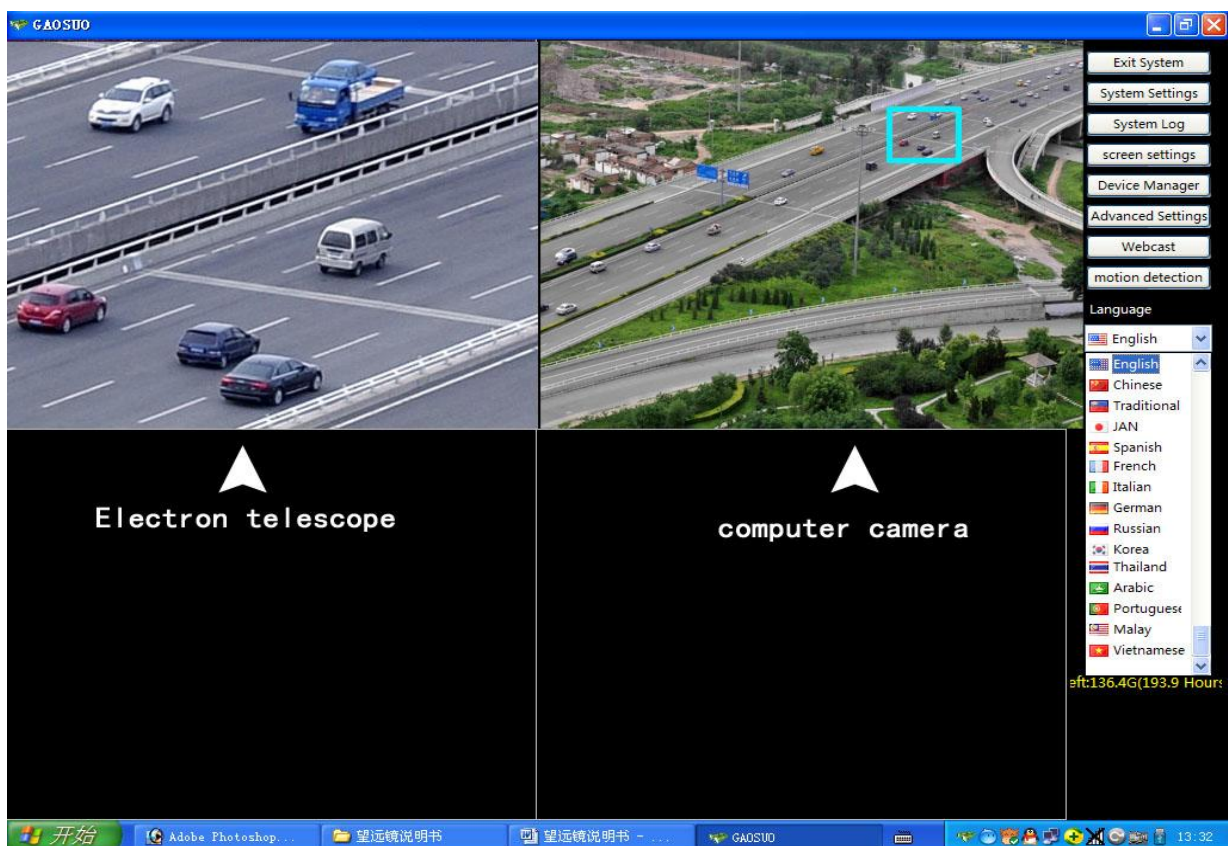 GAOSUO
Exit System
System Settings
System Log
screen settings
Device Manager
Advanced Settings
Webcast
motion detection
Language
English
English
Chinese
Traditional
JAN
Spanish
French
Italian
German
Russian
Korea
Thailand
Arabic
Portuguese
Malay
Vietnamese
eft:136.4G(193.9 Hours
Electron telescope
computer camera
开始
Adobe Photoshop...
望远镜说明书
望远镜说明书 - ...
GAOSUO
13:32